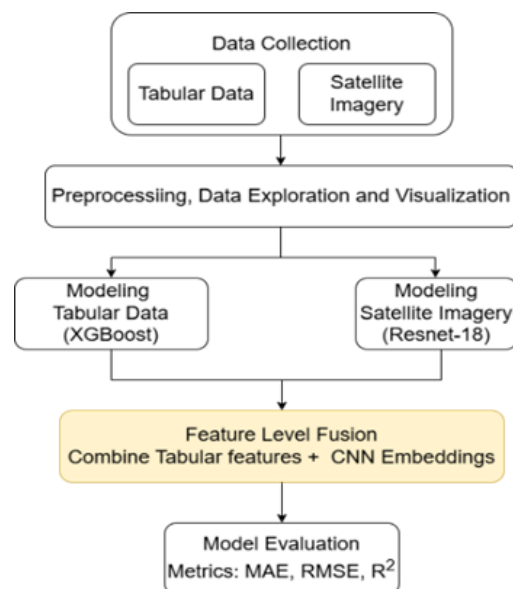 Data Collection
Tabular Data
Satellite
Imagery
Preprocessiing, Data Exploration and Visualization
Modeling
Tabular Data
(XGBoost)
Modeling
Satellite Imagery
(Resnet-18)
Feature Level Fusion
Combine Tabular features + CNN Embeddings
Model Evaluation
Metrics: MAE, RMSE, R²